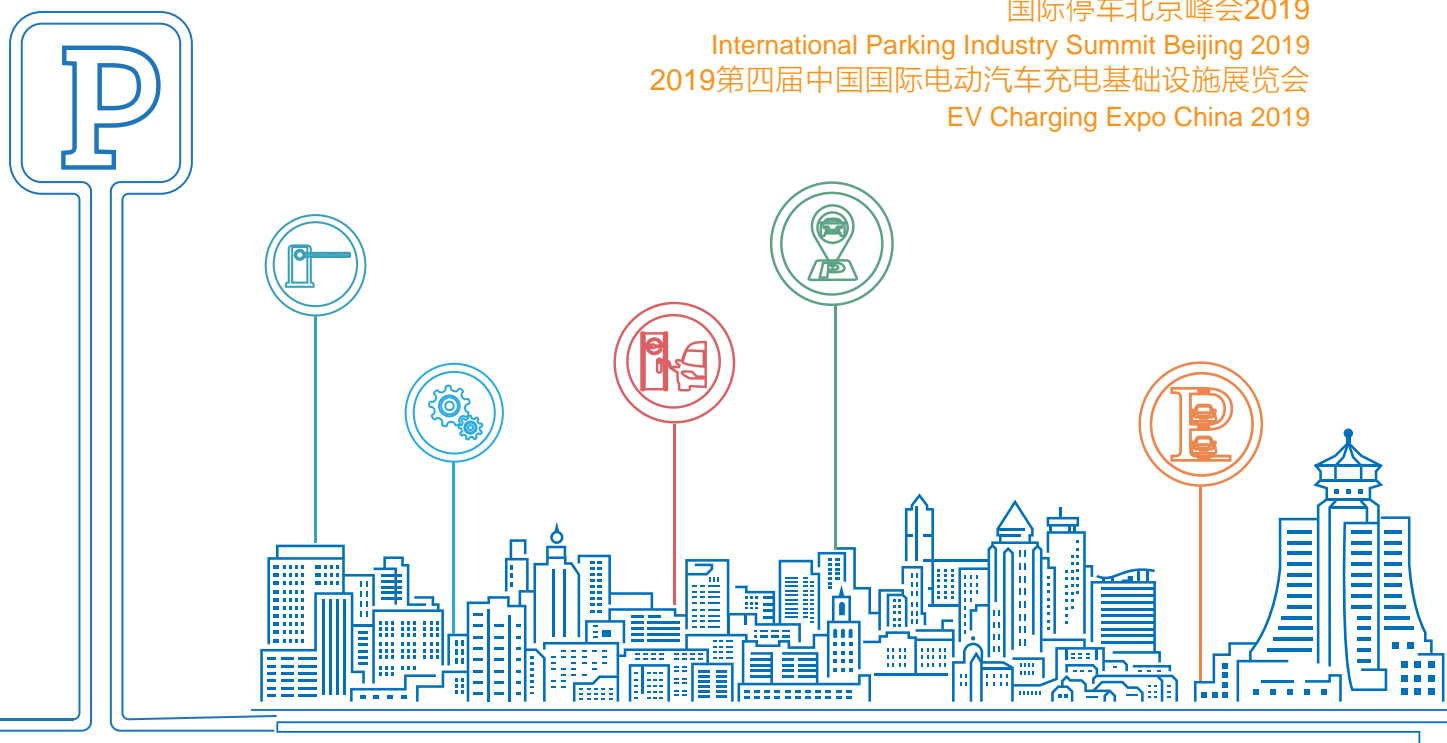 P
国际停车北京峰会2019
International Parking Industry Summit Beijing 2019
2019第四届中国国际电动汽车充电基础设施展览会
EV Charging Expo China 2019
P
P